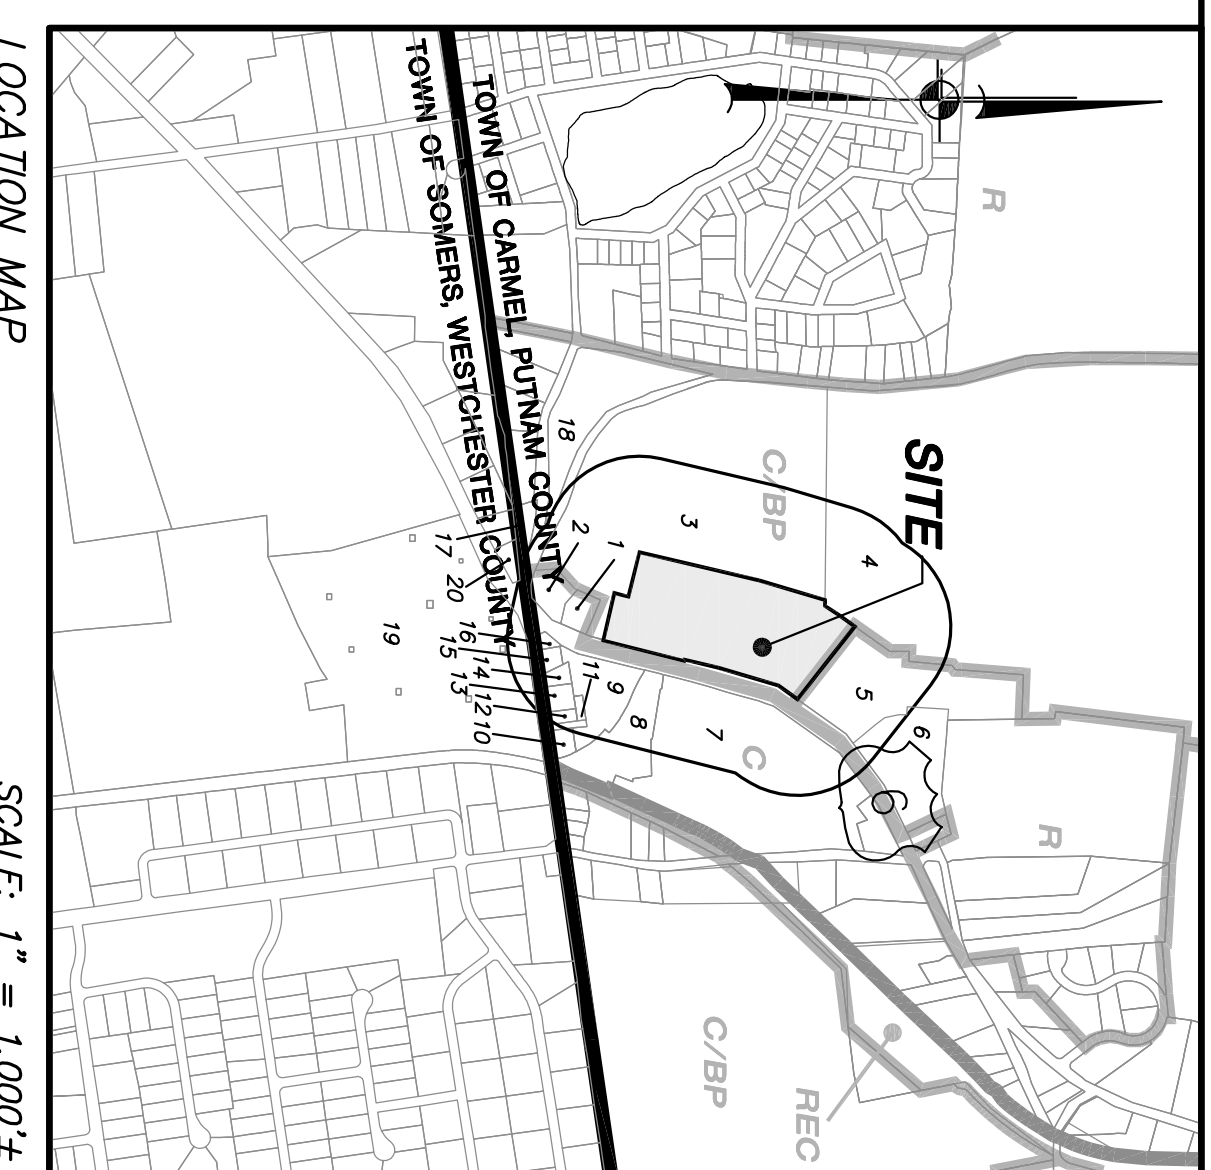 LOCATION MAP
SCALE: 1" = 1,000'±
TOWN OF CARMEL, PUTNAM COUNTY
TOWN OF SOMERS, WESTCHESTER COUNTY
SITE
R
C/BP
C
R
C/BP
REC
6
1
2
3
4
5
6
7
8
9
10
11
12
13
14
15
16
17
18
19
20